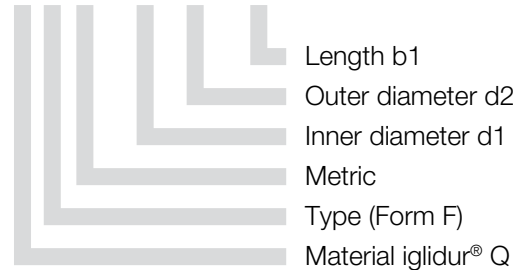 Length b1
Outer diameter d2
Inner diameter d1
Metric
Type (Form F)
Material iglidur® Q